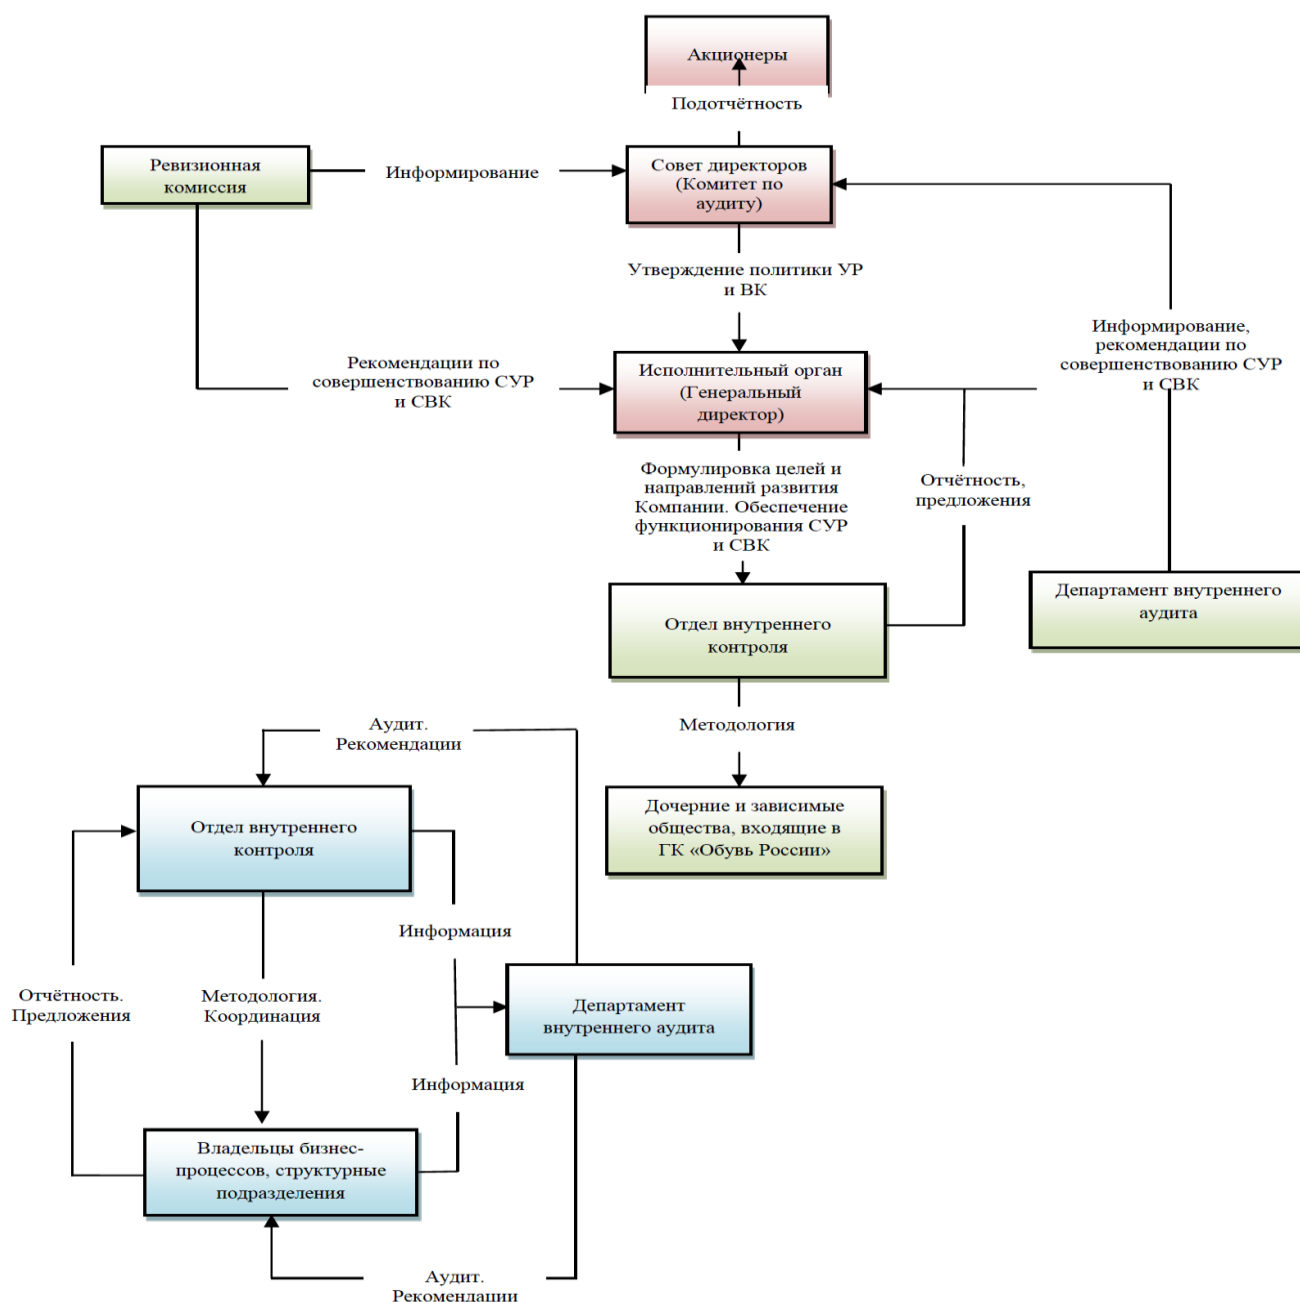 Акционеры
Подотчётность
Ревизионная
комиссия
Информирование
Совет директоров
(Комитет по
аудиту)
Утверждение политики УР
и ВК
Рекомендации по
совершенствованию СУР
и СВК
Исполнительный орган
(Генеральный
директор)
Информирование,
рекомендации по
совершенствованию СУР
и СВК
Формулировка целей и
направлений развития
Компании. Обеспечение
функционирования СУР
и СВК
Отчётность,
предложения
Департамент внутреннего
аудита
Отдел внутреннего
контроля
Методология
Дочерние и зависимые
общества, входящие в
ГК «Обувь России»
Аудит.
Рекомендации
Отдел внутреннего
контроля
Информация
Отчётность.
Предложения
Методология.
Координация
Департамент
внутреннего аудита
Информация
Владельцы бизнес-
процессов, структурные
подразделения
Аудит.
Рекомендации